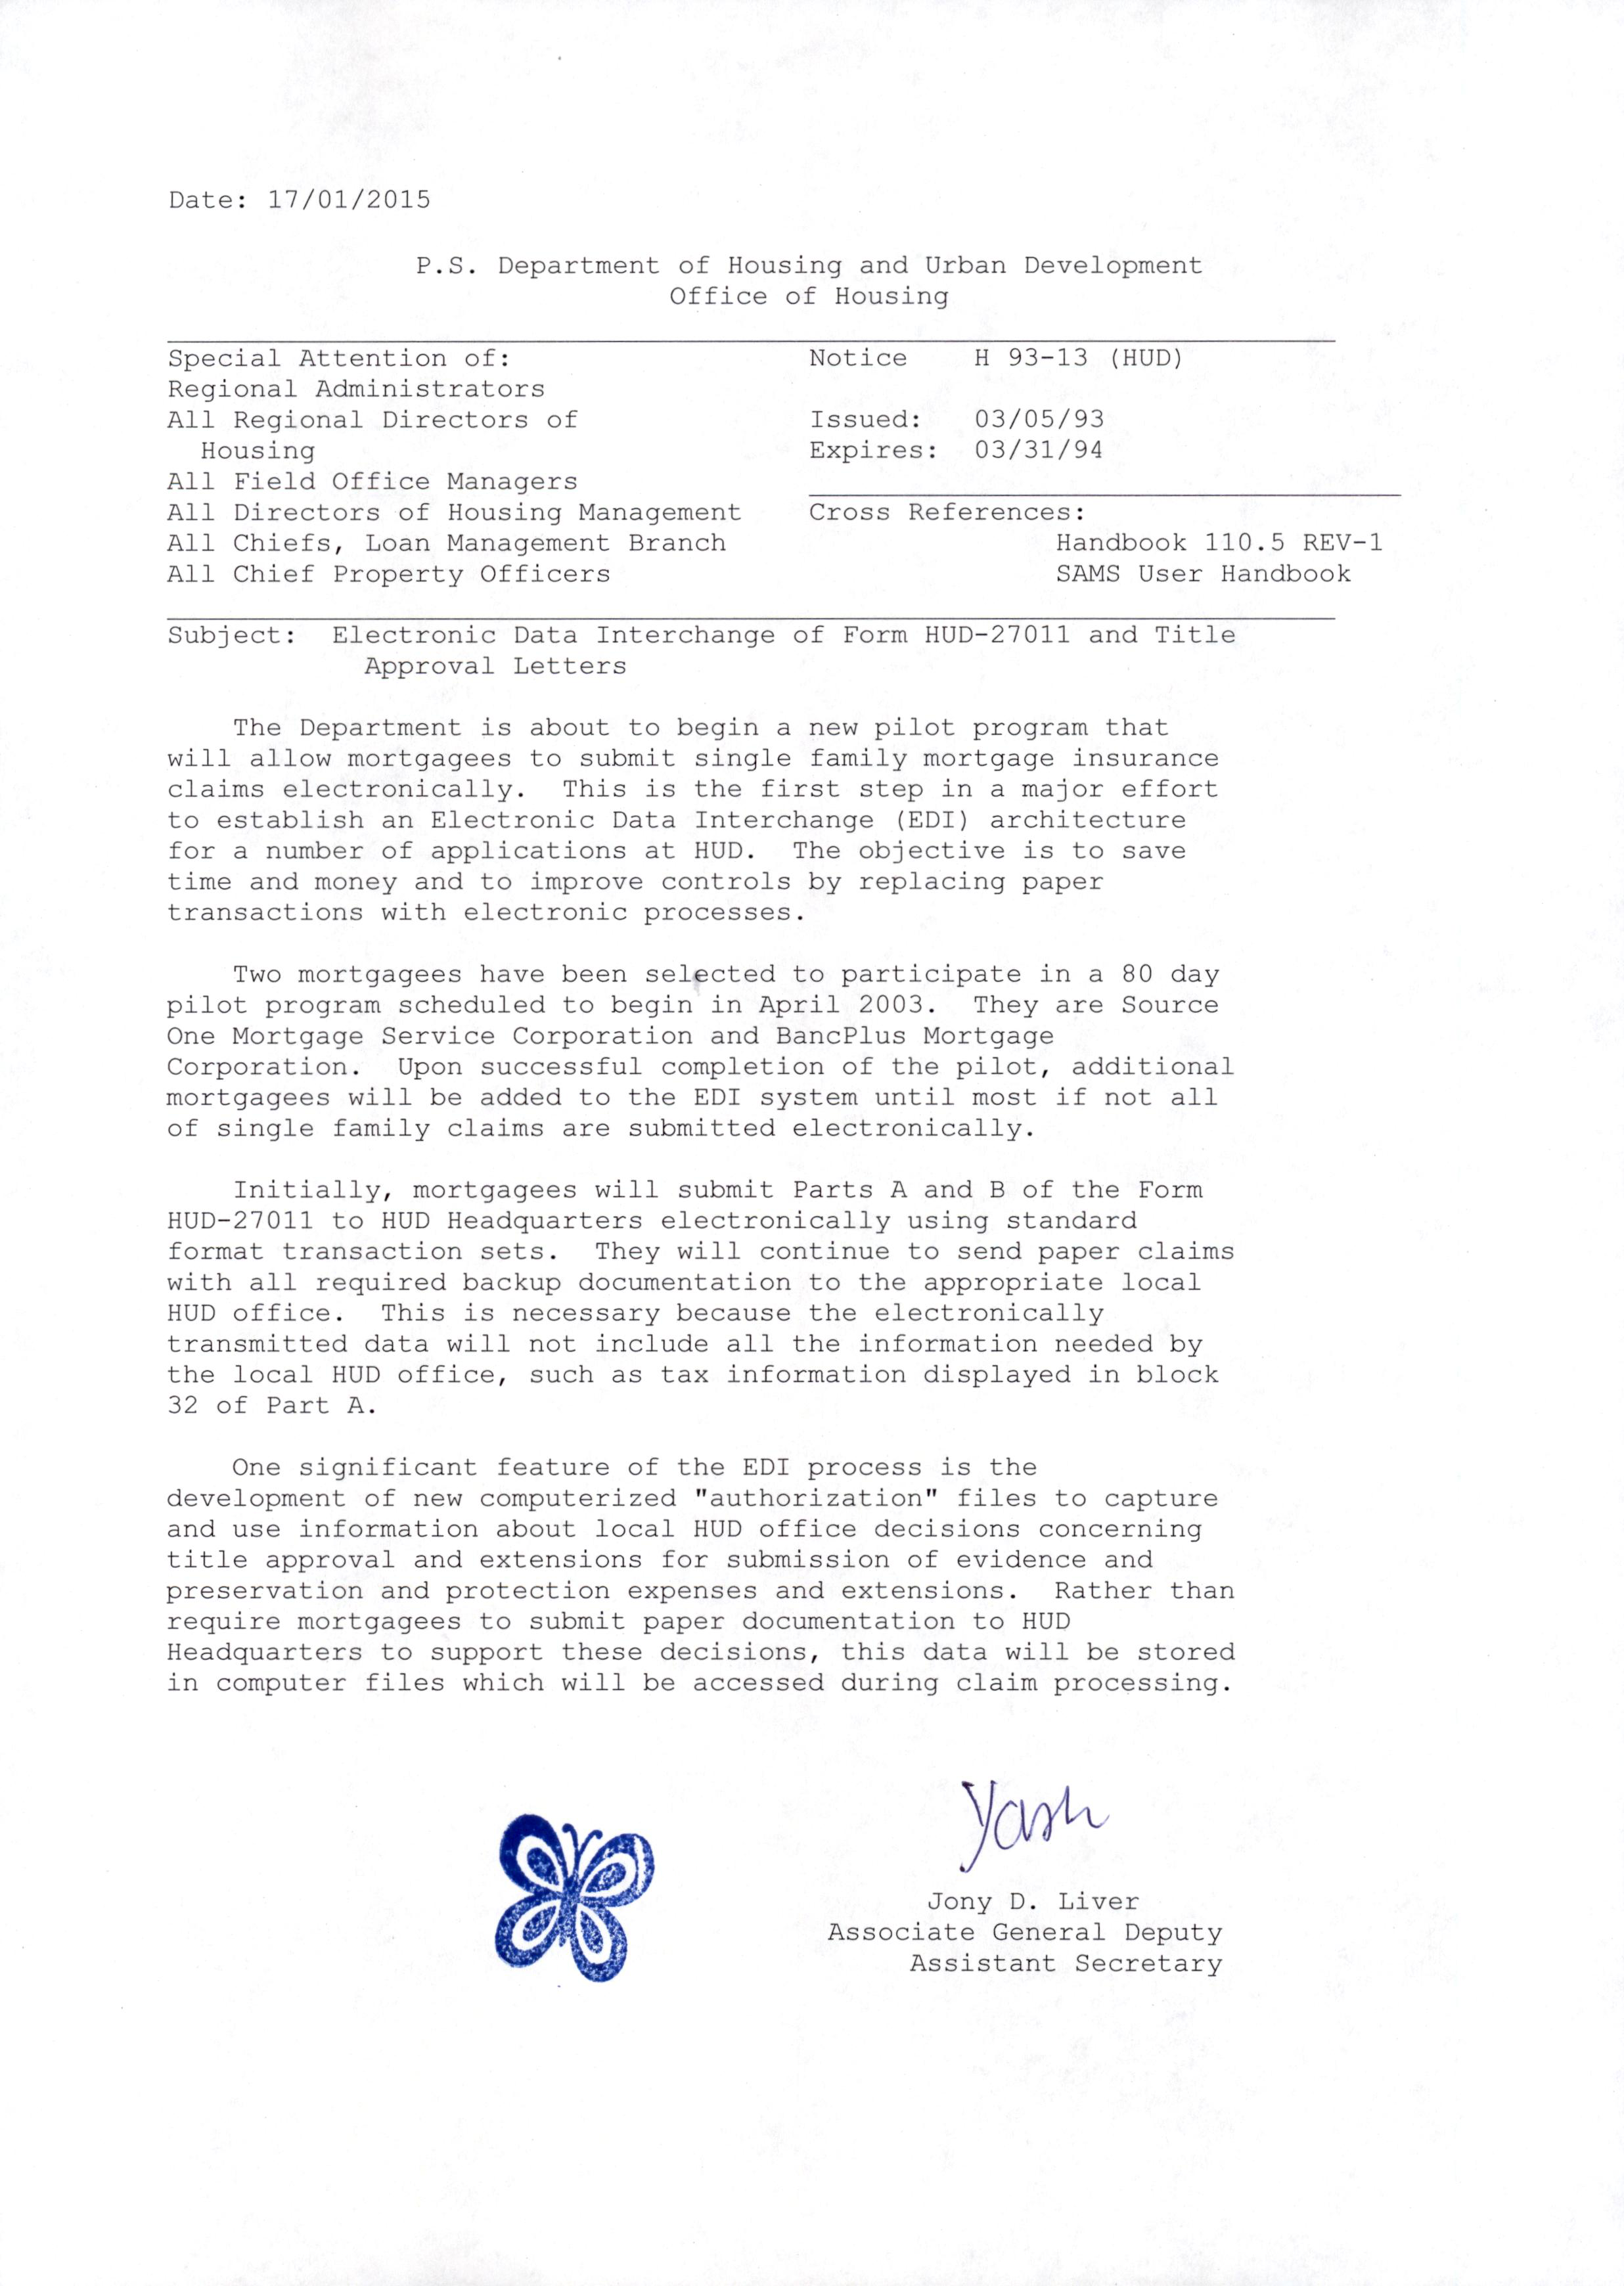 Date: 17/01/2015
P.S. Department of Housing and Urban Development
Office of Housing
Special Attention of:
Regional Administrators
All Regional Directors of
Housing
All Field Office Managers
All Directors of Housing Management
All Chiefs, Loan Management Branch
All Chief Property Officers
Notice H 93-13 (HUD)
Issued: 03/05/93
Expires: 03/31/94
Cross References:
Handbook 110.5 REV-1
SAMS User Handbook
Subject: Electronic Data Interchange of Form HUD-27011 and Title
Approval Letters
The Department is about to begin a new pilot program that
will allow mortgagees to submit single family mortgage insurance
claims electronically. This is the first step in a major effort
to establish an Electronic Data Interchange (EDI) architecture
for a number of applications at HUD. The objective is to save
time and money and to improve controls by replacing paper
transactions with electronic processes.
Two mortgagees have been selected to participate in a 80 day
pilot program scheduled to begin in April 2003. They are Source
One Mortgage Service Corporation and BancPlus Mortgage
Corporation. Upon successful completion of the pilot, additional
mortgagees will be added to the EDI system until most if not all
of single family claims are submitted electronically.
Initially, mortgagees will submit Parts A and B of the Form
HUD-27011 to HUD Headquarters electronically using standard
format transaction sets. They will continue to send paper claims
with all required backup documentation to the appropriate local
HUD office. This is necessary because the electronically
transmitted data will not include all the information needed by
the local HUD office, such as tax information displayed in block
32 of Part A.
One significant feature of the EDI process is the
development of new computerized "authorization" files to capture
and use information about local HUD office decisions concerning
title approval and extensions for submission of evidence and
preservation and protection expenses and extensions. Rather than
require mortgagees to submit paper documentation to HUD
Headquarters to support these decisions, this data will be stored
in computer files which will be accessed during claim processing.
Yash
Jony D. Liver
Associate General Deputy
Assistant Secretary